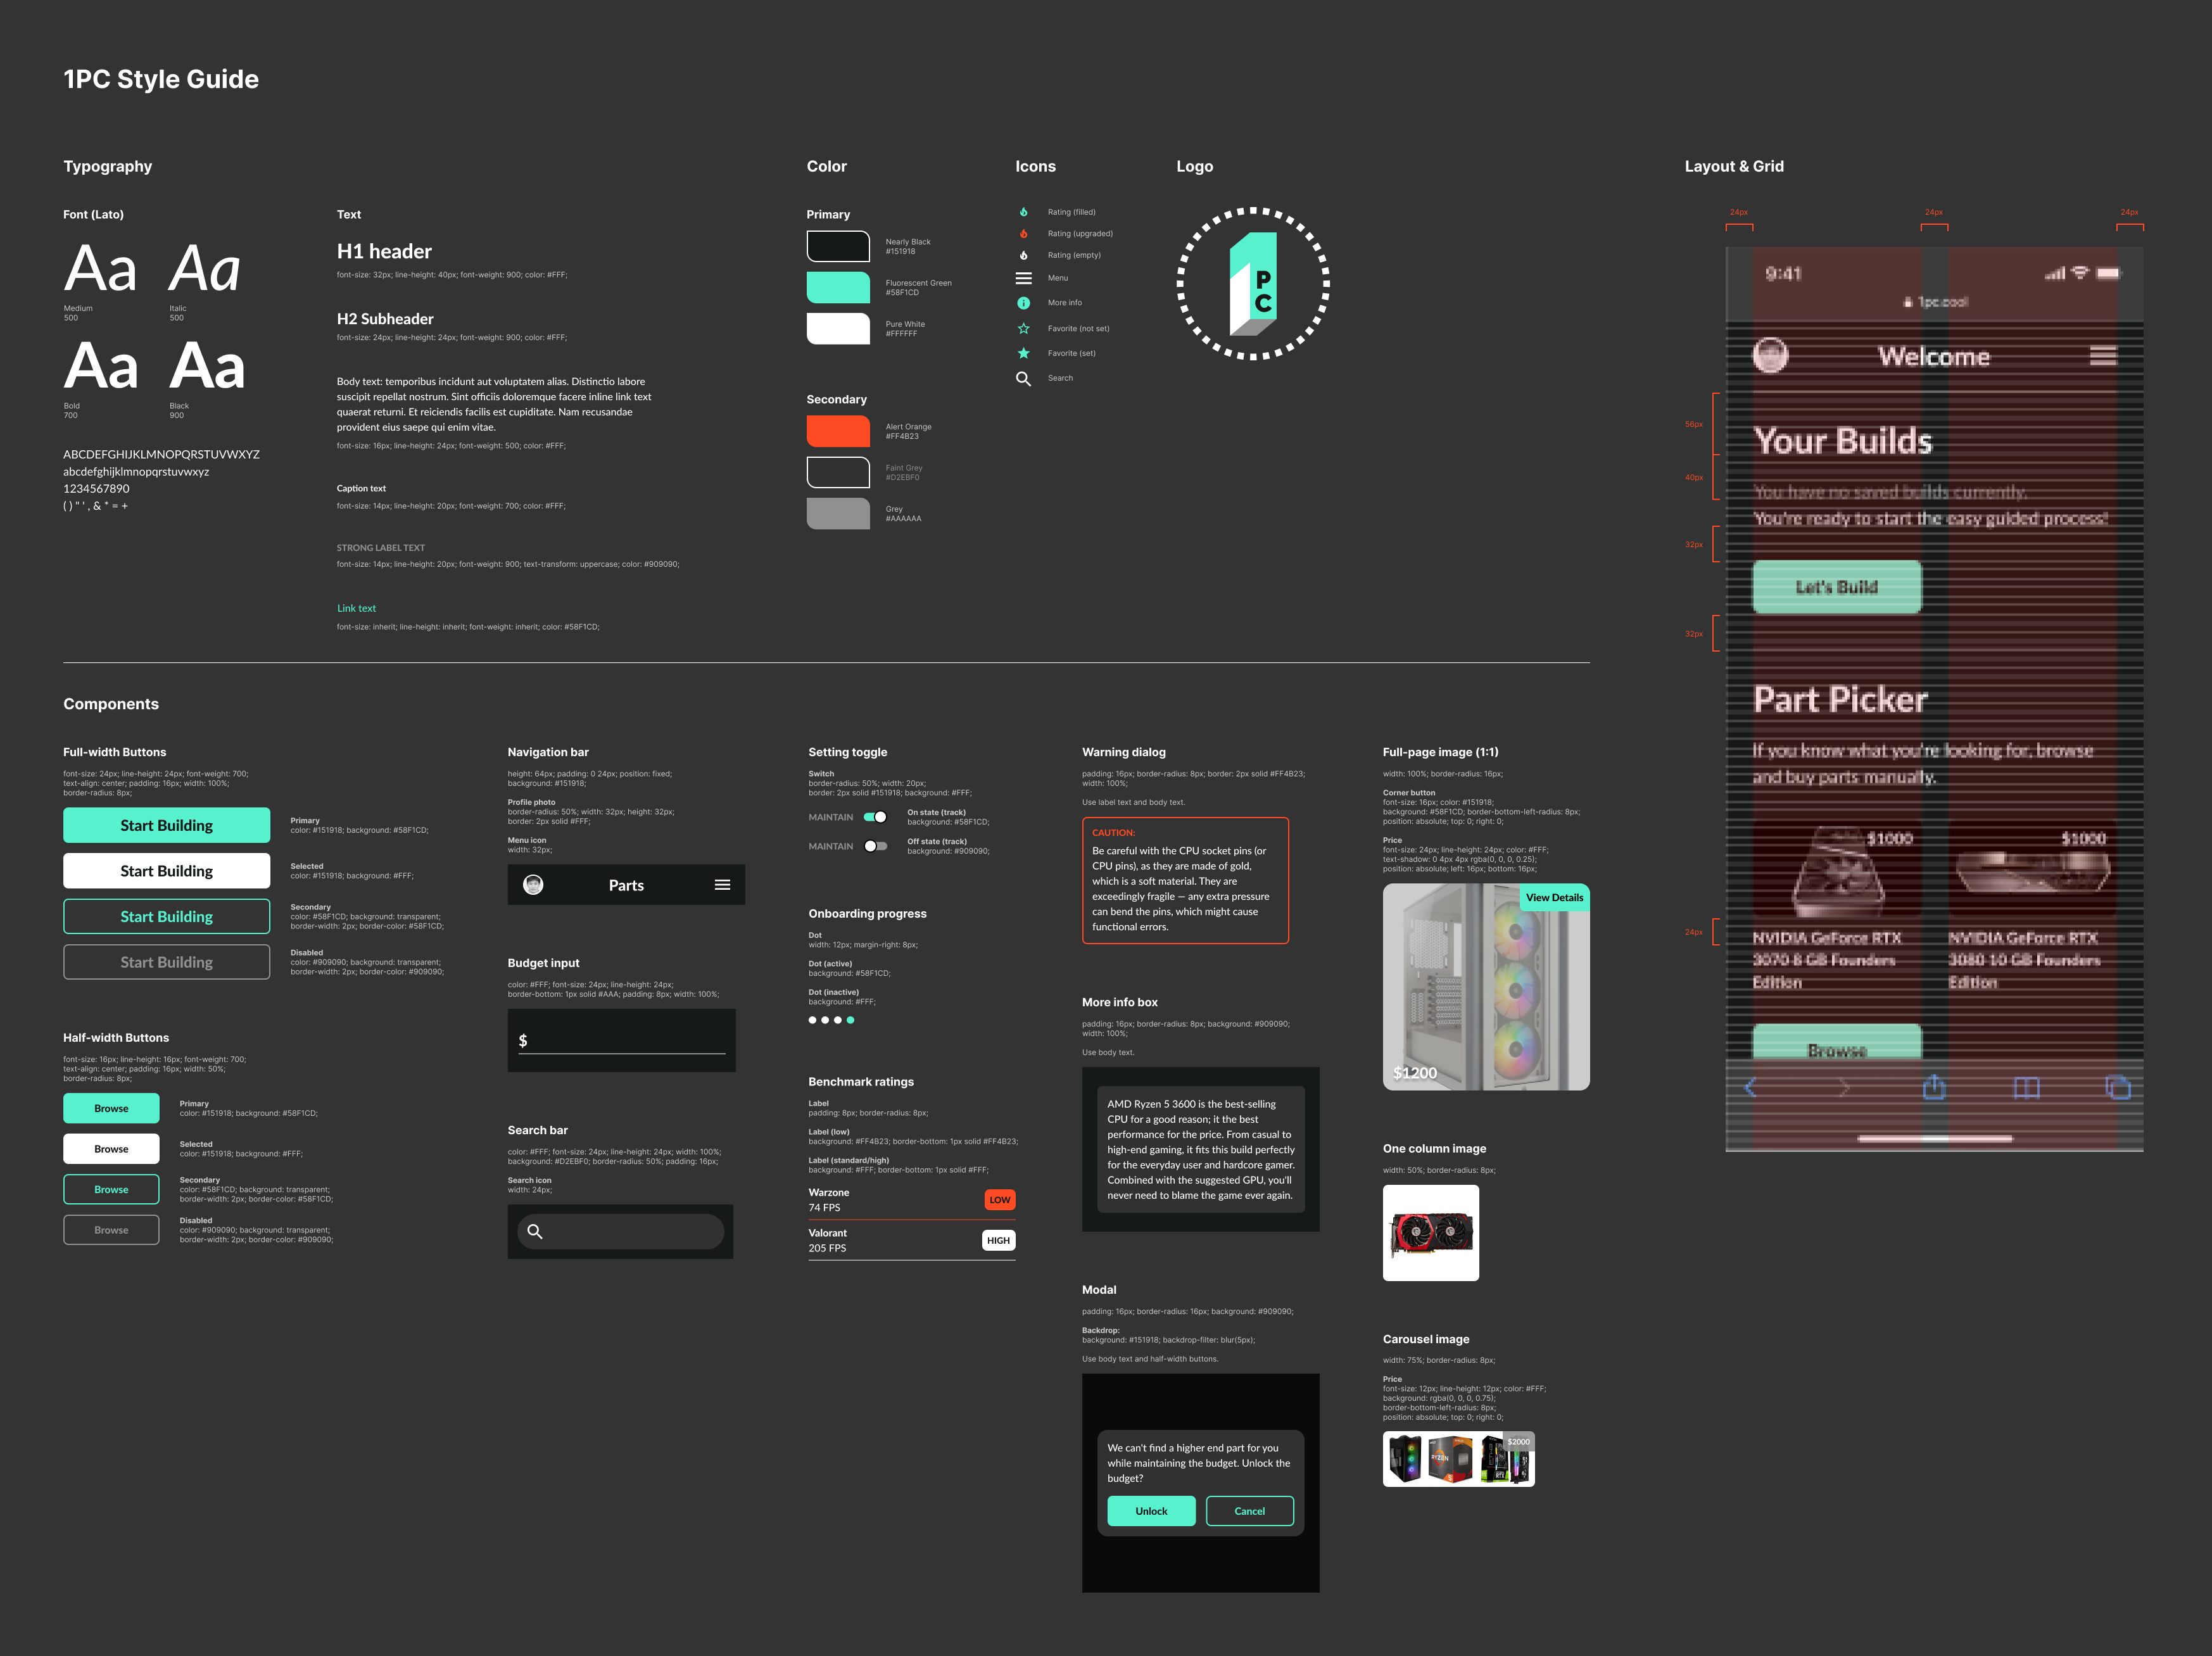 1PC Style Guide
Typography
Font (Lato)
Aa
Medium
500
Aa
Italic
500
Aa
Bold
700
Aa
Black
900
ABCDEFGHIJKLMNOPQRSTUVWXYZ
abcdefghijklmnopqrstuvwxyz
1234567890
( ) " ' , & * = +
Text
H1 header
font-size: 32px; line-height: 40px; font-weight: 900; color: #FFF;
H2 Subheader
font-size: 24px; line-height: 24px; font-weight: 900; color: #FFF;
Body text: temporibus incidunt aut voluptatem alias. Distinctio labore
suscipit repellat nostrum. Sint officiis doloremque facere inline link text
quaerat returni. Et reiciendis facilis est cupiditate. Nam recusandae
provident eius saepe qui enim vitae.
font-size: 16px; line-height: 24px; font-weight: 500; color: #FFF;
Caption text
font-size: 14px; line-height: 20px; font-weight: 700; color: #FFF;
STRONG LABEL TEXT
font-size: 14px; line-height: 20px; font-weight: 900; text-transform: uppercase; color: #909090;
Link text
font-size: inherit; line-height: inherit; font-weight: inherit; color: #58F1CD;
Color
Primary
Nearly Black
#151918
Fluorescent Green
#58F1CD
Pure White
#FFFFFF
Secondary
Alert Orange
#FF4B23
Faint Grey
#D2EBF0
Grey
#AAAAAA
Icons
Rating (filled)
Rating (upgraded)
Rating (empty)
Menu
More info
Favorite (not set)
Favorite (set)
Search
Logo
P
C
Layout & Grid
24px
24px
24px
56px
40px
32px
32px
24px
9:41
1pc.cool
Welcome
Your Builds
You have no saved builds currently.
You're ready to start the easy guided process!
Let's Build
Part Picker
If you know what you're looking for, browse
and buy parts manually.
$1000
$1000
NVIDIA GeForce RTX
3070 8 GB Founders
Edition
NVIDIA GeForce RTX
3080 10 GB Founders
Edition
Browse
Components
Full-width Buttons
font-size: 24px; line-height: 24px; font-weight: 700;
text-align: center; padding: 16px; width: 100%;
border-radius: 8px;
Start Building
Primary
color: #151918; background: #58F1CD;
Start Building
Selected
color: #151918; background: #FFF;
Start Building
Secondary
color: #58F1CD; background: transparent;
border-width: 2px; border-color: #58F1CD;
Start Building
Disabled
color: #909090; background: transparent;
border-width: 2px; border-color: #909090;
Half-width Buttons
font-size: 16px; line-height: 16px; font-weight: 700;
text-align: center; padding: 16px; width: 50%;
border-radius: 8px;
Browse
Primary
color: #151918; background: #58F1CD;
Browse
Selected
color: #151918; background: #FFF;
Browse
Secondary
color: #58F1CD; background: transparent;
border-width: 2px; border-color: #58F1CD;
Browse
Disabled
color: #909090; background: transparent;
border-width: 2px; border-color: #909090;
Navigation bar
height: 64px; padding: 0 24px; position: fixed;
background: #151918;
Profile photo
border-radius: 50%; width: 32px; height: 32px;
border: 2px solid #FFF;
Menu icon
width: 32px;
Parts
Budget input
color: #FFF; font-size: 24px; line-height: 24px;
border-bottom: 1px solid #AAA; padding: 8px; width: 100%;
$
Search bar
color: #FFF; font-size: 24px; line-height: 24px; width: 100%;
background: #D2EBF0; border-radius: 50%; padding: 16px;
Search icon
width: 24px;
Setting toggle
Switch
border-radius: 50%; width: 20px;
border: 2px solid #151918; background: #FFF;
MAINTAIN
On state (track)
background: #58F1CD;
MAINTAIN
Off state (track)
background: #909090;
Onboarding progress
Dot
width: 12px; margin-right: 8px;
Dot (active)
background: #58F1CD;
Dot (inactive)
background: #FFF;
Benchmark ratings
Label
padding: 8px; border-radius: 8px;
Label (low)
background: #FF4B23; border-bottom: 1px solid #FF4B23;
Label (standard/high)
background: #FFF; border-bottom: 1px solid #FFF;
Warzone
74 FPS
LOW
Valorant
205 FPS
HIGH
Warning dialog
padding: 16px; border-radius: 8px; border: 2px solid #FF4B23;
width: 100%;
Use label text and body text.
CAUTION:
Be careful with the CPU socket pins (or
CPU pins), as they are made of gold,
which is a soft material. They are
exceedingly fragile — any extra pressure
can bend the pins, which might cause
functional errors.
More info box
padding: 16px; border-radius: 8px; background: #909090;
width: 100%;
Use body text.
AMD Ryzen 5 3600 is the best-selling
CPU for a good reason; it the best
performance for the price. From casual to
high-end gaming, it fits this build perfectly
for the everyday user and hardcore gamer.
Combined with the suggested GPU, you'll
never need to blame the game ever again.
Modal
padding: 16px; border-radius: 16px; background: #909090;
Backdrop:
background: #151918; backdrop-filter: blur(5px);
Use body text and half-width buttons.
We can't find a higher end part for you
while maintaining the budget. Unlock the
budget?
Unlock
Cancel
Full-page image (1:1)
width: 100%; border-radius: 16px;
Corner button
font-size: 16px; color: #151918;
background: #58F1CD; border-bottom-left-radius: 8px;
position: absolute; top: 0; right: 0;
Price
font-size: 24px; line-height: 24px; color: #FFF;
text-shadow: 0 4px 4px rgba(0, 0, 0, 0.25);
position: absolute; left: 16px; bottom: 16px;
View Details
$1200
One column image
width: 50%; border-radius: 8px;
Carousel image
width: 75%; border-radius: 8px;
Price
font-size: 12px; line-height: 12px; color: #FFF;
background: rgba(0, 0, 0, 0.75);
border-bottom-left-radius: 8px;
position: absolute; top: 0; right: 0;
RYZEN
$2000